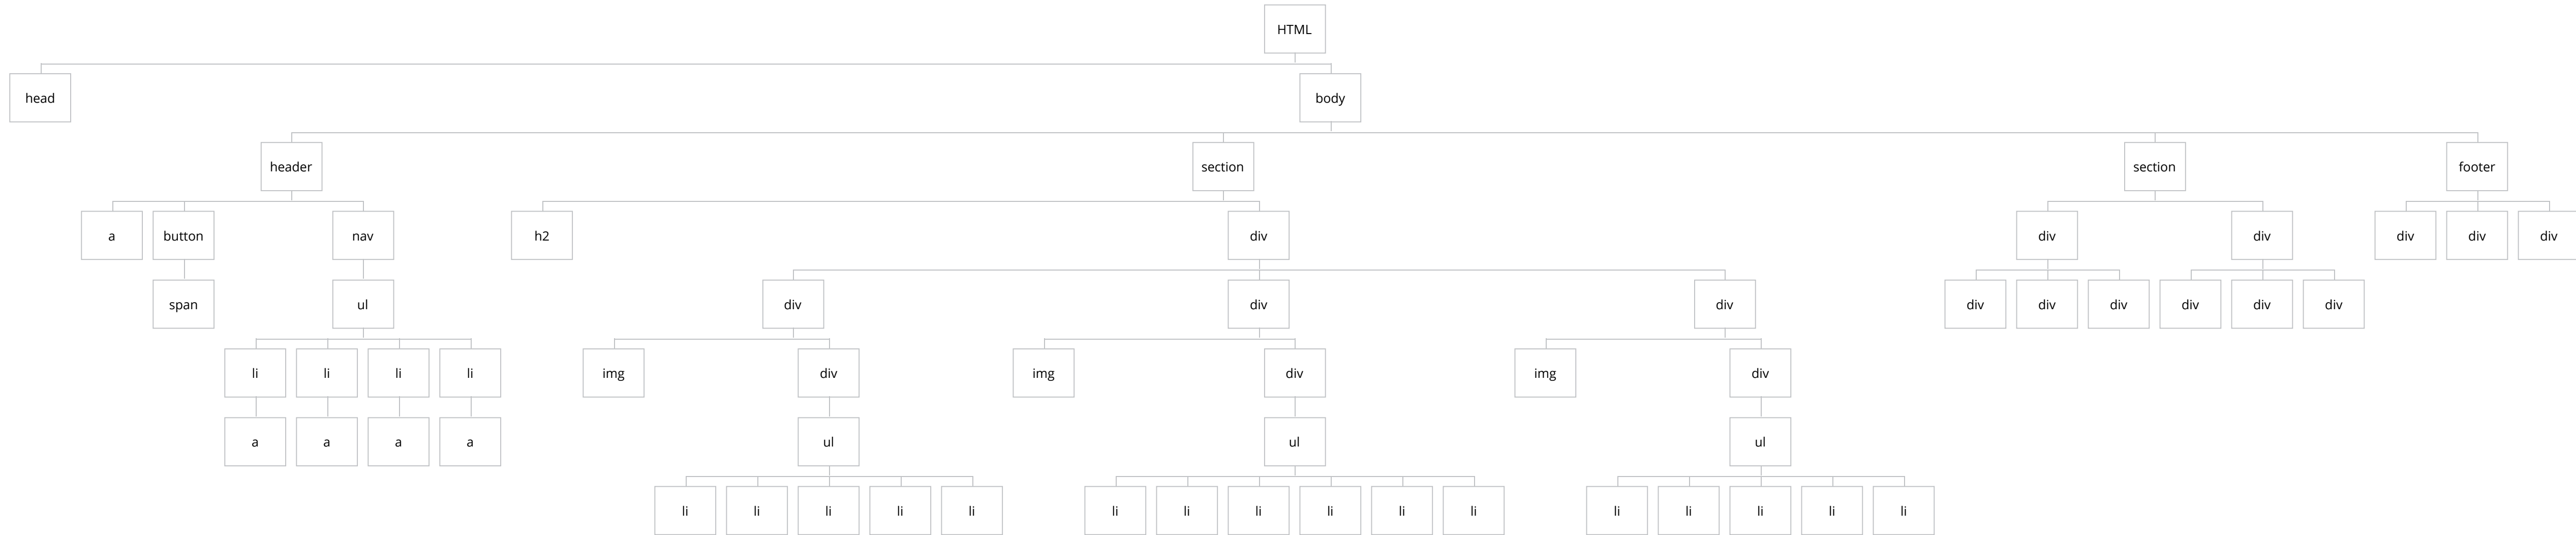 HTML
head body
header section section footer
a button nav h2 div div div div div div
span ul div div div div div div div div div
li li li li img div img div img div
a a a a ul ul ul
li li li li li li li li li li li li li li li li